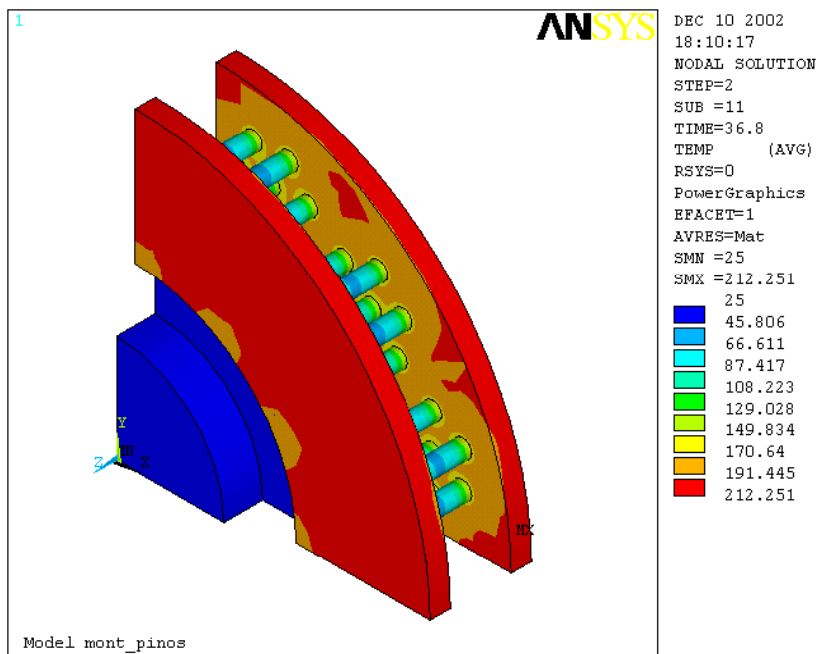 1
ANSYS
DEC 10 2002
18:10:17
NODAL SOLUTION
STEP=2
SUB =11
TIME=36.8
TEMP (AVG)
RSYS=0
PowerGraphics
EFACET=1
AVRES=Mat
SMN =25
SMX =212.251
25
45.806
66.611
87.417
108.223
129.028
149.834
170.64
191.445
212.251
Y
Z
X
MX
Model mont_pinos